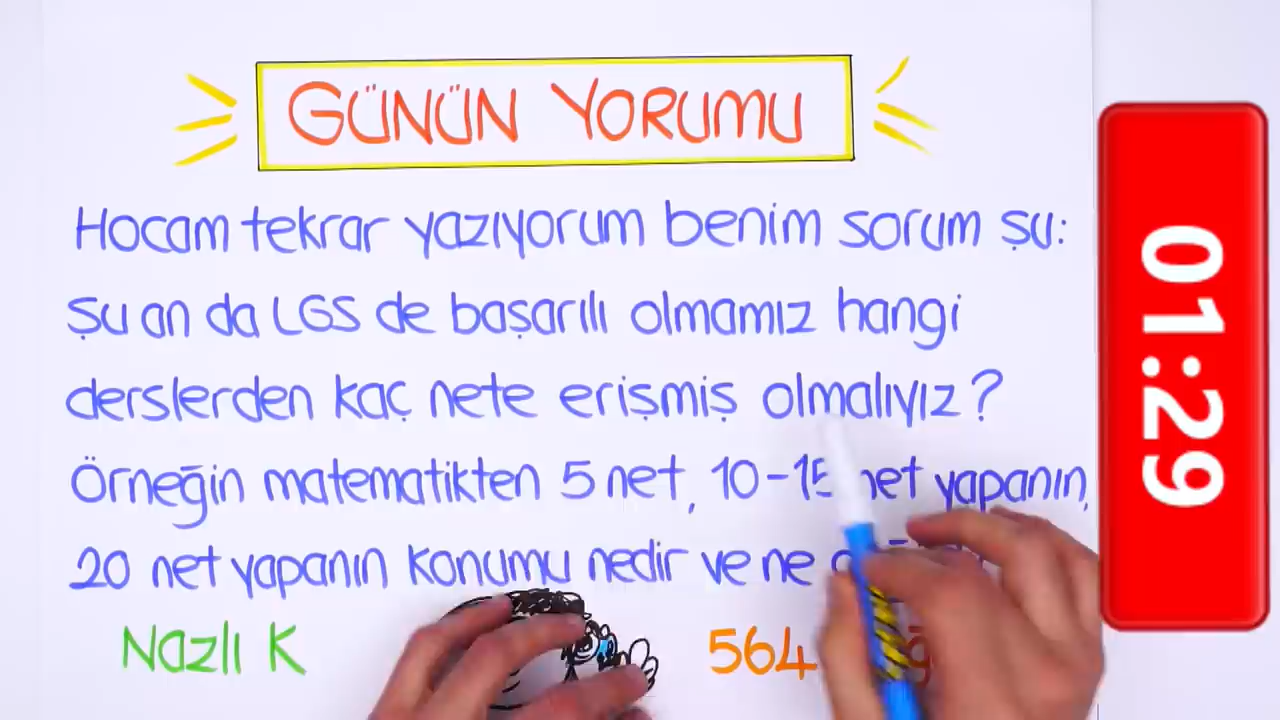 GÜNÜN YORUMU
Hocam tekrar yazıyorum benim sorum şu:
Şu an da LGS de başarılı olmamız hangi
derslerden kaç nete erişmiş olmalıyız?
Örneğin matematikten 5 net, 10-15 net yapanın,
20 net yapanın konumu nedir ve ne
Nazlı K
564
01:29